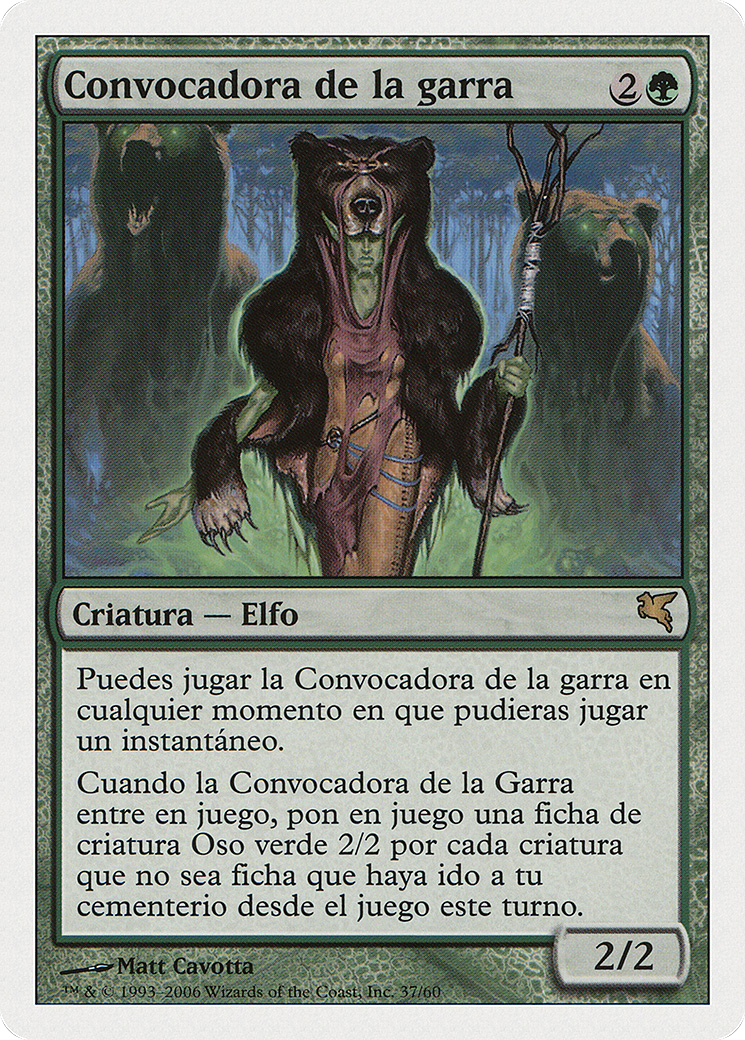 Convocadora de la garra 2
Criatura — Elfo
Puedes jugar la Convocadora de la garra en
cualquier momento en que pudieras jugar
un instantáneo.
Cuando la Convocadora de la Garra
entre en juego, pon en juego una ficha de
criatura Oso verde 2/2 por cada criatura
que no sea ficha que haya ido a tu
cementerio desde el juego este turno.
2/2
Matt Cavotta
™ & © 1993–2006 Wizards of the Coast, Inc. 37/60